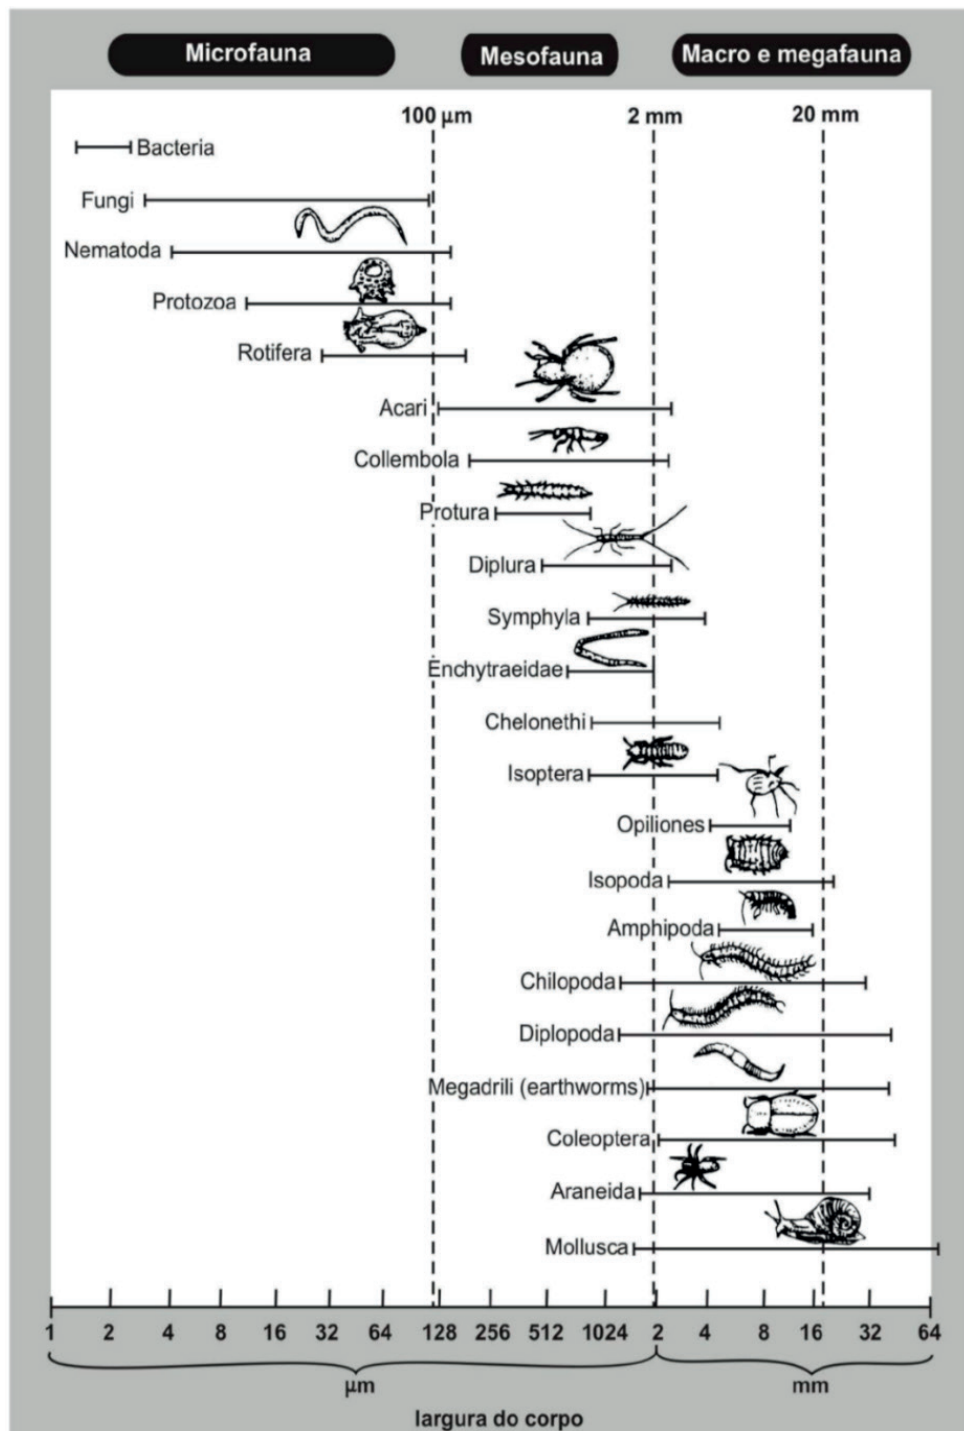 Microfauna Mesofauna Macro e megafauna
100 µm 2 mm 20 mm
Bacteria
Fungi
Nematoda
Protozoa
Rotifera
Acari
Collembola
Protura
Diplura
Symphyla
Enchytraeidae
Chelonethi
Isoptera
Opiliones
Isopoda
Amphipoda
Chilopoda
Diplopoda
Megadrili (earthworms)
Coleoptera
Araneida
Mollusca
1 2 4 8 16 32 64 128 256 512 1024 2 4 8 16 32 64
µm mm
largura do corpo